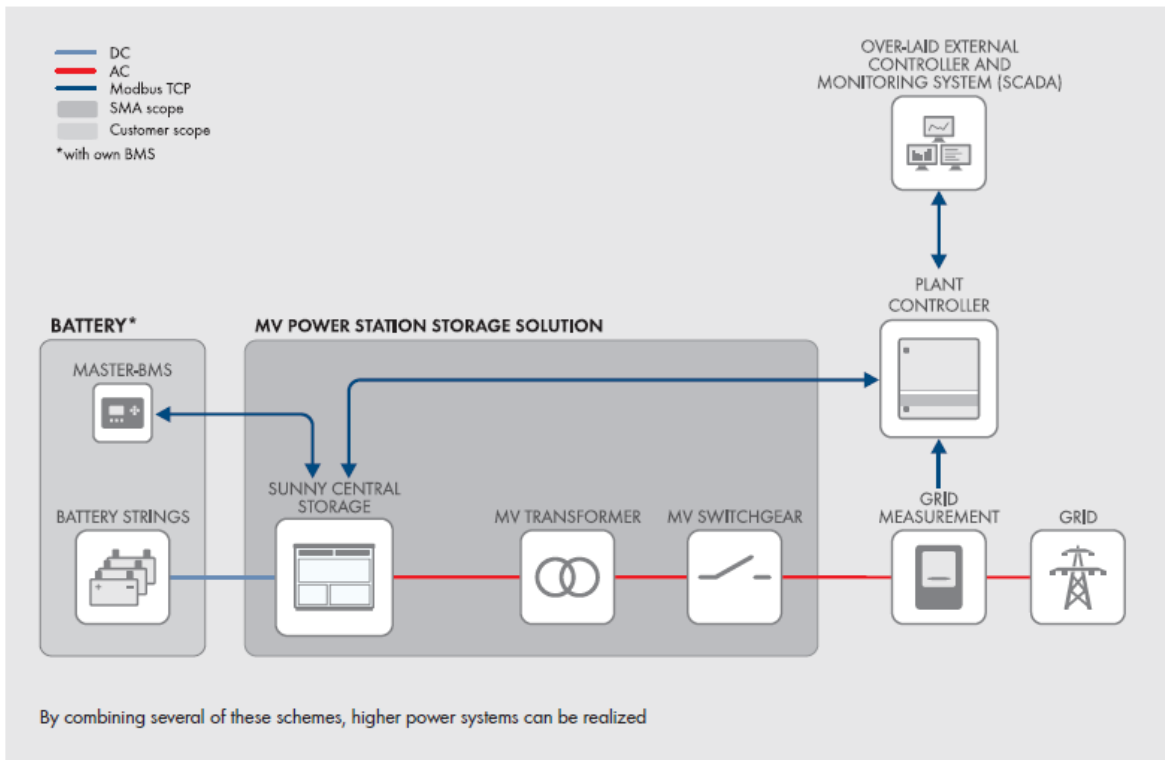 DC
AC
Modbus TCP
SMA scope
Customer scope
*with own BMS
OVER-LAID EXTERNAL
CONTROLLER AND
MONITORING SYSTEM (SCADA)
PLANT
CONTROLLER
BATTERY*
MV POWER STATION STORAGE SOLUTION
MASTER-BMS
SUNNY CENTRAL
STORAGE
BATTERY STRINGS
MV TRANSFORMER
MV SWITCHGEAR
GRID
MEASUREMENT
GRID
By combining several of these schemes, higher power systems can be realized